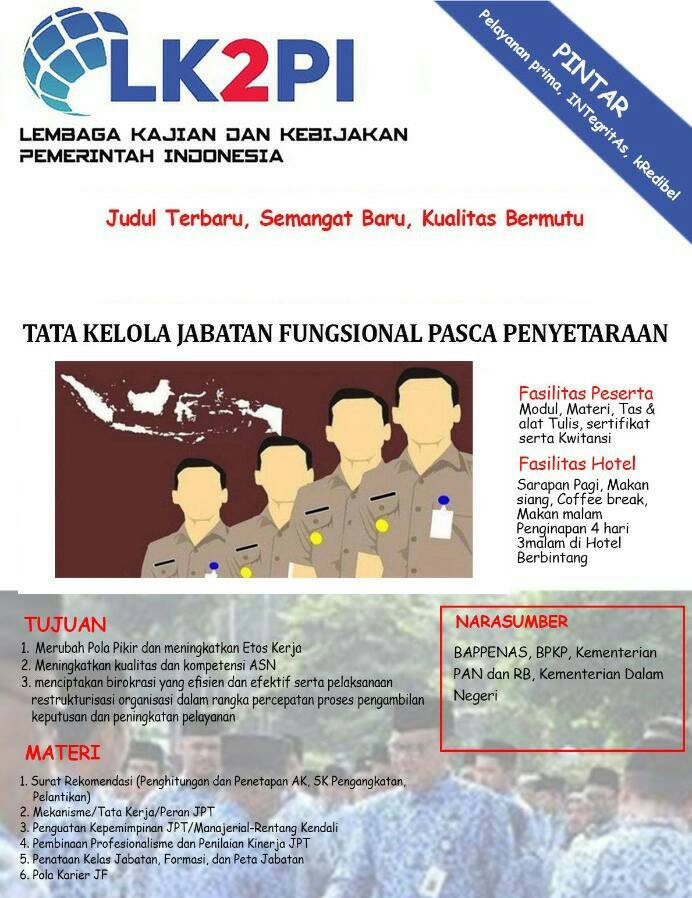 LK2PI
LEMBAGA KAJIAN DAN KEBIJAKAN
PEMERINTAH INDONESIA
PINTAR
Pelayanan prima, INTegritAs, kRedibel
Judul Terbaru, Semangat Baru, Kualitas Bermutu
TATA KELOLA JABATAN FUNGSIONAL PASCA PENYETARAAN
Fasilitas Peserta
Modul, Materi, Tas &
alat Tulis, sertifikat
serta Kwitansi
Fasilitas Hotel
Sarapan Pagi, Makan
siang, Coffee break,
Makan malam
Penginapan 4 hari
3malam di Hotel
Berbintang
TUJUAN
1. Merubah Pola Pikir dan meningkatkan Etos Kerja
2. Meningkatkan kualitas dan kompetensi ASN
3. menciptakan birokrasi yang efisien dan efektif serta pelaksanaan
restrukturisasi organisasi dalam rangka percepatan proses pengambilan
keputusan dan peningkatan pelayanan
NARASUMBER
BAPPENAS, BPKP, Kementerian
PAN dan RB, Kementerian Dalam
Negeri
MATERI
1. Surat Rekomendasi (Penghitungan dan Penetapan AK, SK Pengangkatan,
Pelantikan)
2. Mekanisme/Tata Kerja/Peran JPT
3. Penguatan Kepemimpinan JPT/Manajerial-Rentang Kendali
4. Pembinaan Profesionalisme dan Penilaian Kinerja JPT
5. Penataan Kelas Jabatan, Formasi, dan Peta Jabatan
6. Pola Karier JF